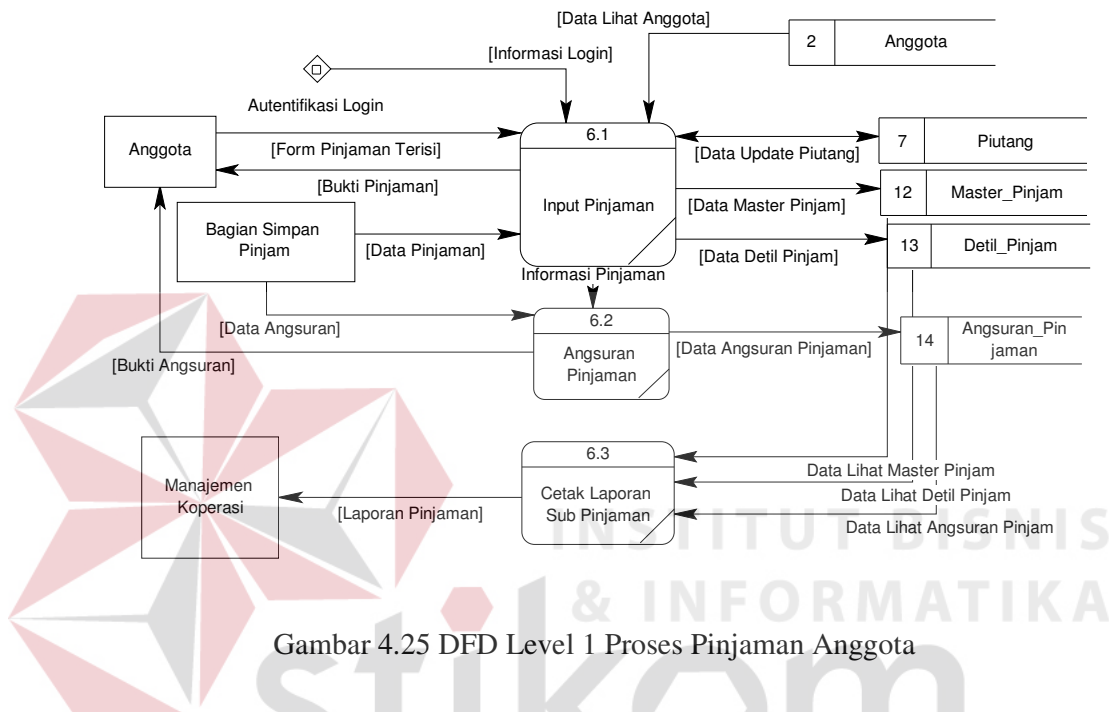 [Data Lihat Anggota]
2
Anggota
[Informasi Login]
Autentifikasi Login
6.1
Anggota
[Form Pinjaman Terisi]
[Data Update Piutang]
7
Piutang
[Bukti Pinjaman]
Input Pinjaman
[Data Master Pinjam]
12
Master_Pinjam
Bagian Simpan
Pinjam
[Data Pinjaman]
[Data Detil Pinjam]
13
Detil_Pinjam
Informasi Pinjaman
[Data Angsuran]
6.2
[Bukti Angsuran]
Angsuran
Pinjaman
[Data Angsuran Pinjaman]
14
Angsuran_Pin
jaman
6.3
Manajemen
Koperasi
[Laporan Pinjaman]
Cetak Laporan
Sub Pinjaman
Data Lihat Master Pinjam
Data Lihat Detil Pinjam
Data Lihat Angsuran Pinjam
INSTITUT BISNIS
& INFORMATIKA
stikom
Gambar 4.25 DFD Level 1 Proses Pinjaman Anggota